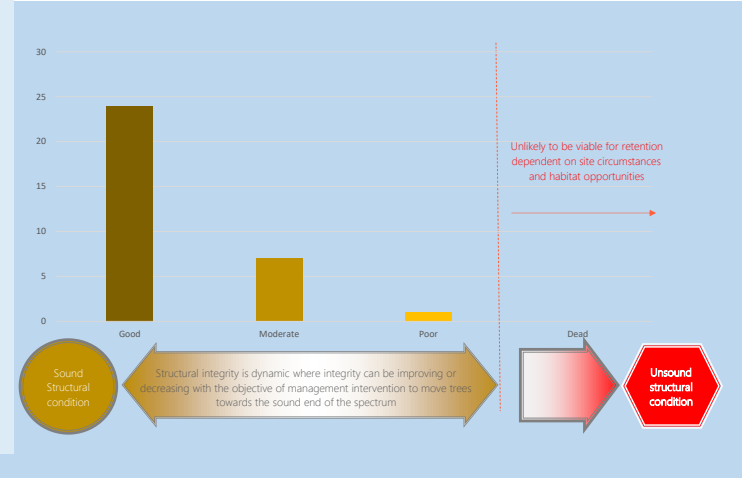 30
25
20
15
10
5
0
Unlikely to be viable for retention
dependent on site circumstances
and habitat opportunities
Good
Moderate
Poor
Dead
Sound
Structural
condition
Structural integrity is dynamic where integrity can be improving or
decreasing with the objective of management intervention to move trees
towards the sound end of the spectrum
Unsound
structural
condition